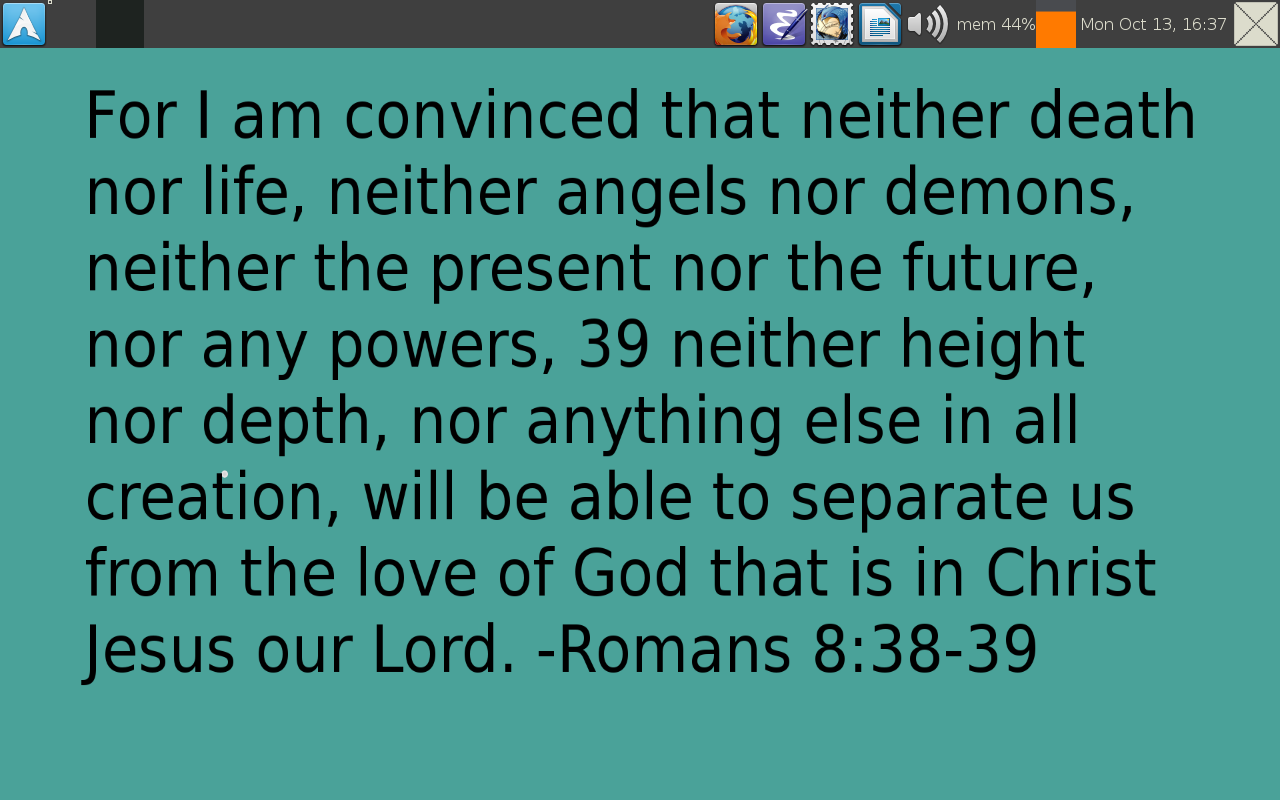 mem 44% Mon Oct 13, 16:37
For I am convinced that neither death
nor life, neither angels nor demons,
neither the present nor the future,
nor any powers, 39 neither height
nor depth, nor anything else in all
creation, will be able to separate us
from the love of God that is in Christ
Jesus our Lord. -Romans 8:38-39